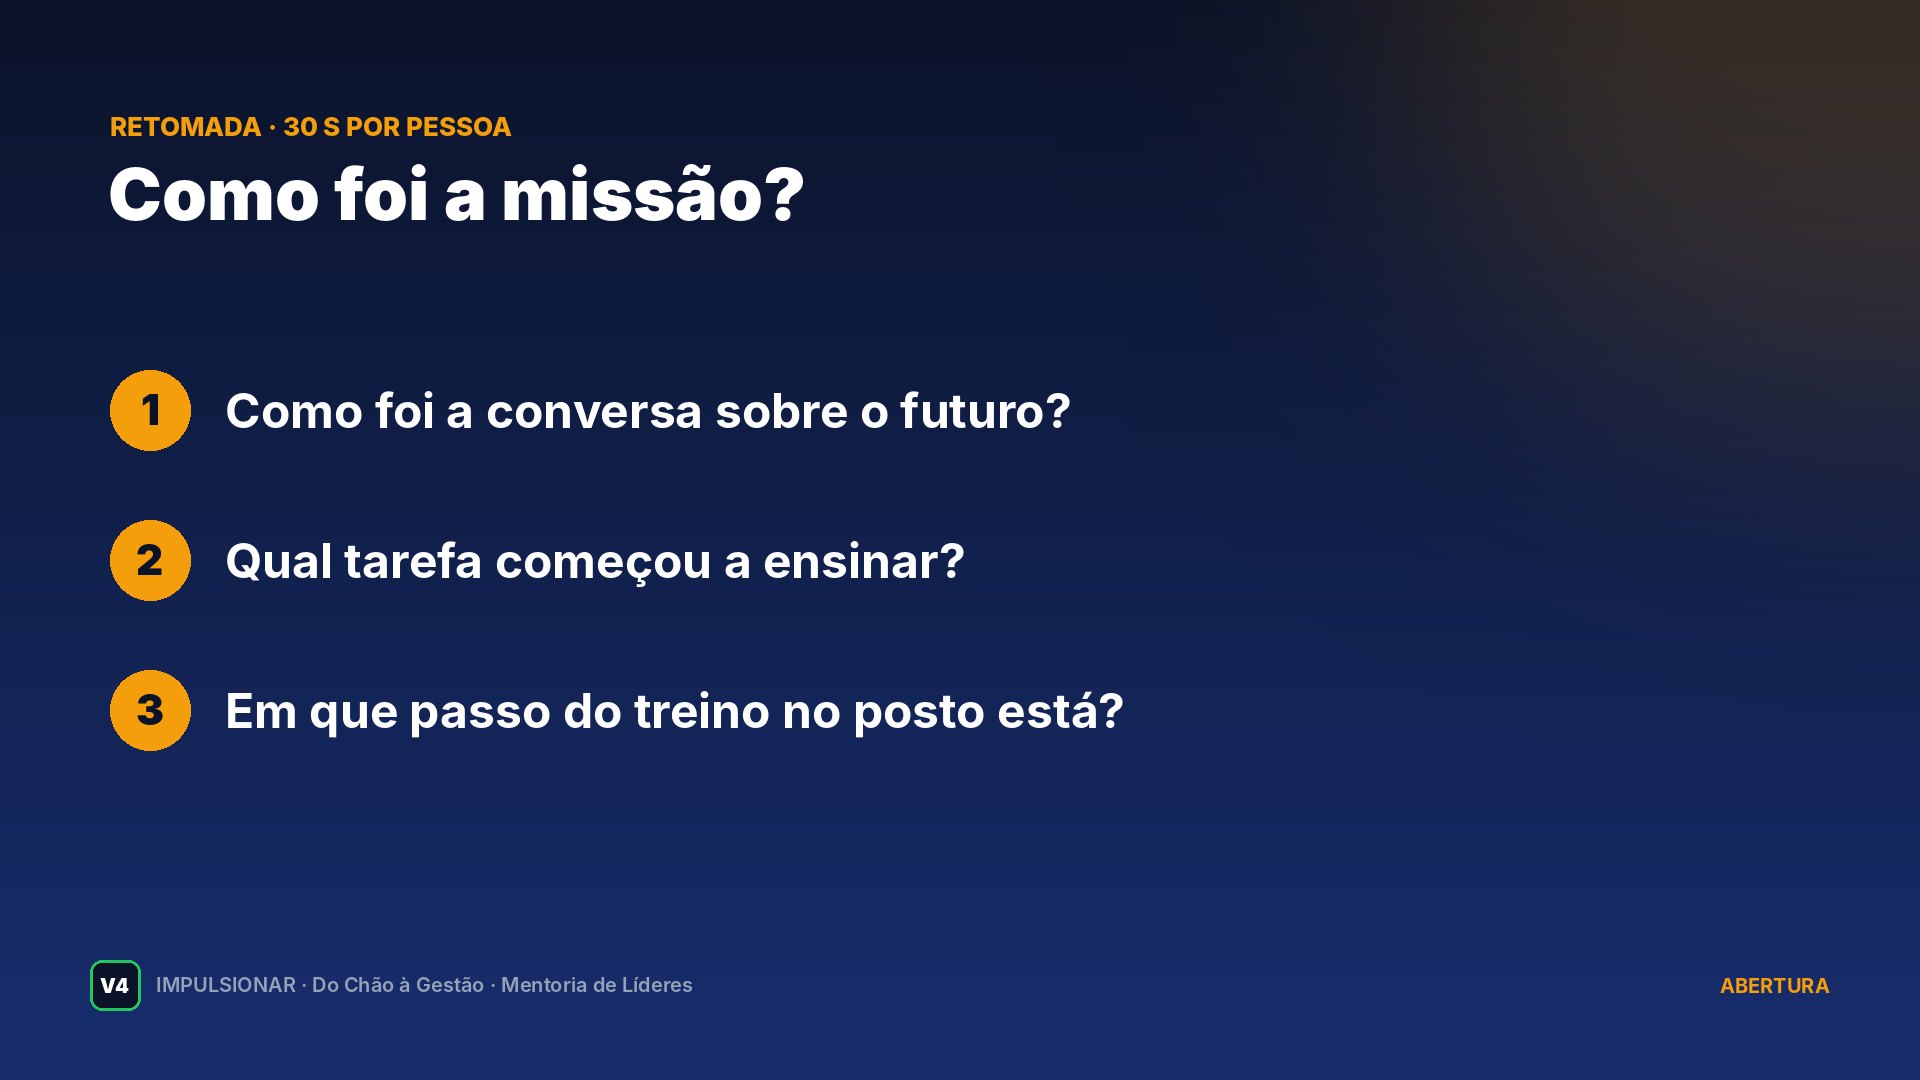 RETOMADA · 30 S POR PESSOA
Como foi a missão?
1 Como foi a conversa sobre o futuro?
2 Qual tarefa começou a ensinar?
3 Em que passo do treino no posto está?
V4 IMPULSIONAR · Do Chão à Gestão · Mentoria de Líderes
ABERTURA